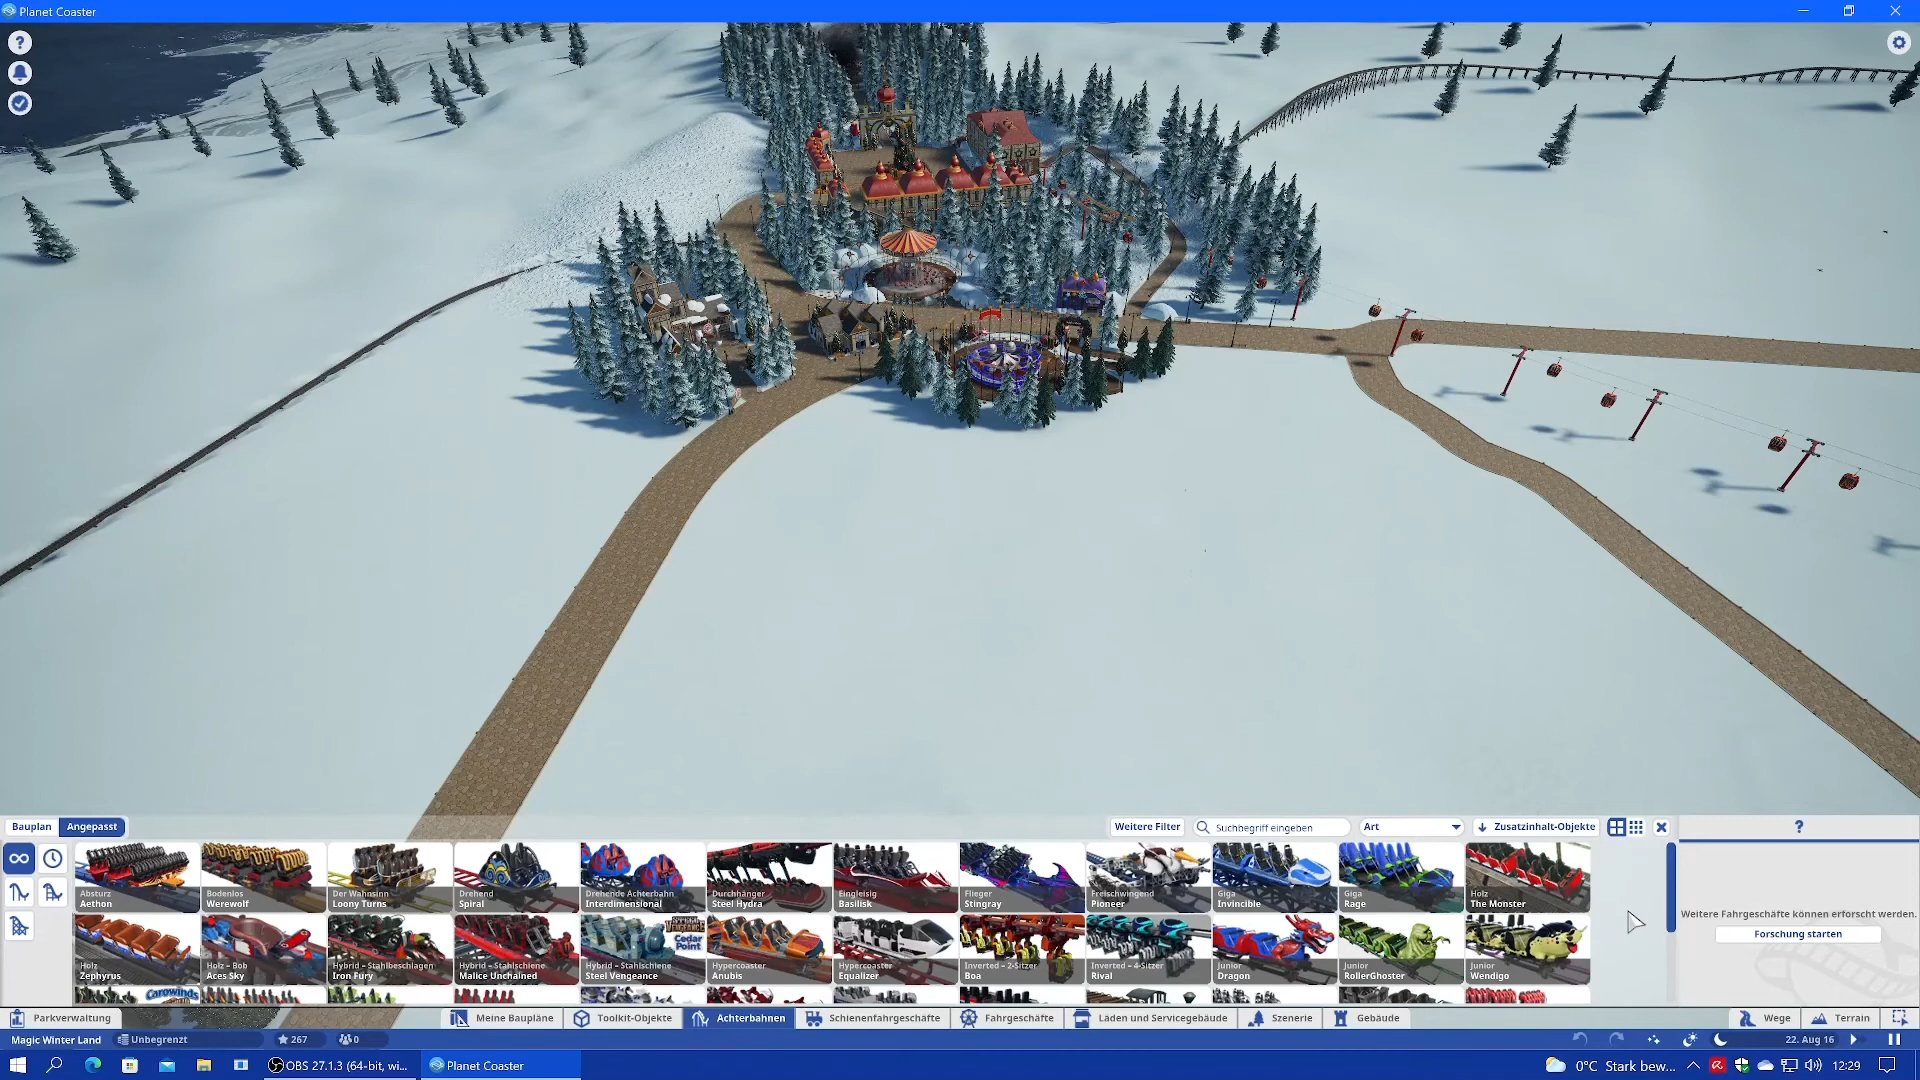 Planet Coaster
?
Bauplan
Angepasst
Weitere Filter
Suchbegriff eingeben
Art
Zusatzinhalt-Objekte
?
Absturz
Aethon
Bodenlos
Werewolf
Der Wahnsinn
Loony Turns
Drehend
Spiral
Drehende Achterbahn
Interdimensional
Durchhänger
Steel Hydra
Eingleisig
Basilisk
Flieger
Stingray
Freischwingend
Pioneer
Giga
Invincible
Giga
Rage
Holz
The Monster
Holz
Zephyrus
Holz – Bob
Aces Sky
Hybrid – Stahlbeschlagen
Iron Fury
Hybrid – Stahlschiene
Malice Unchained
STEEL VENGEANCE
Cedar Point
Hybrid – Stahlschiene
Steel Vengeance
Hypercoaster
Anubis
Hypercoaster
Equalizer
Inverted – 2-Sitzer
Boa
Inverted – 4-Sitzer
Rival
Junior
Dragon
Junior
RollerGhoster
Junior
Wendigo
Carowinds
Weitere Fahrgeschäfte können erforscht werden.
Forschung starten
Parkverwaltung
Meine Baupläne
Toolkit-Objekte
Achterbahnen
Schienenfahrgeschäfte
Fahrgeschäfte
Läden und Servicegebäude
Szenerie
Gebäude
Wege
Terrain
Magic Winter Land
Unbegrenzt
267
0
22. Aug 16
OBS 27.1.3 (64-bit, wi...
Planet Coaster
0°C Stark bew...
12:29